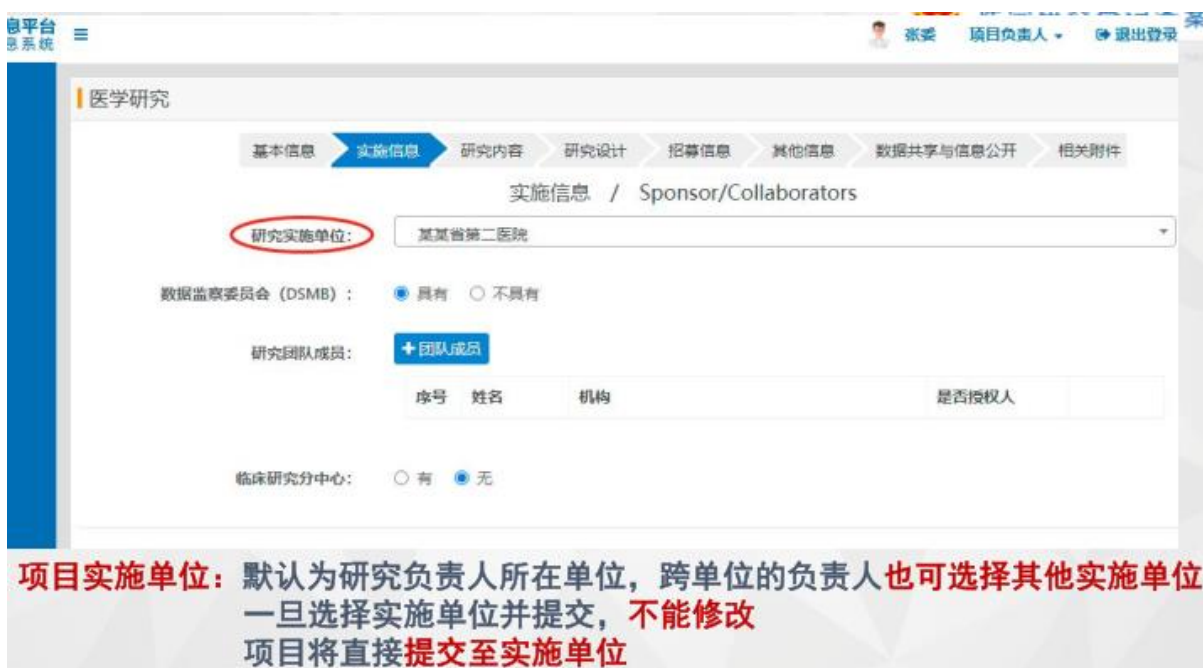 息平台
息系统
张委 项目负责人 退出登录
医学研究
基本信息 实施信息 研究内容 研究设计 招募信息 其他信息 数据共享与信息公开 相关附件
实施信息 / Sponsor/Collaborators
研究实施单位： 某某省第二医院
数据监察委员会（DSMB）： 具有 不具有
研究团队成员： +团队成员
序号 姓名 机构 是否授权人
临床研究分中心： 有 无
项目实施单位：默认为研究负责人所在单位，跨单位的负责人也可选择其他实施单位
一旦选择实施单位并提交，不能修改
项目将直接提交至实施单位